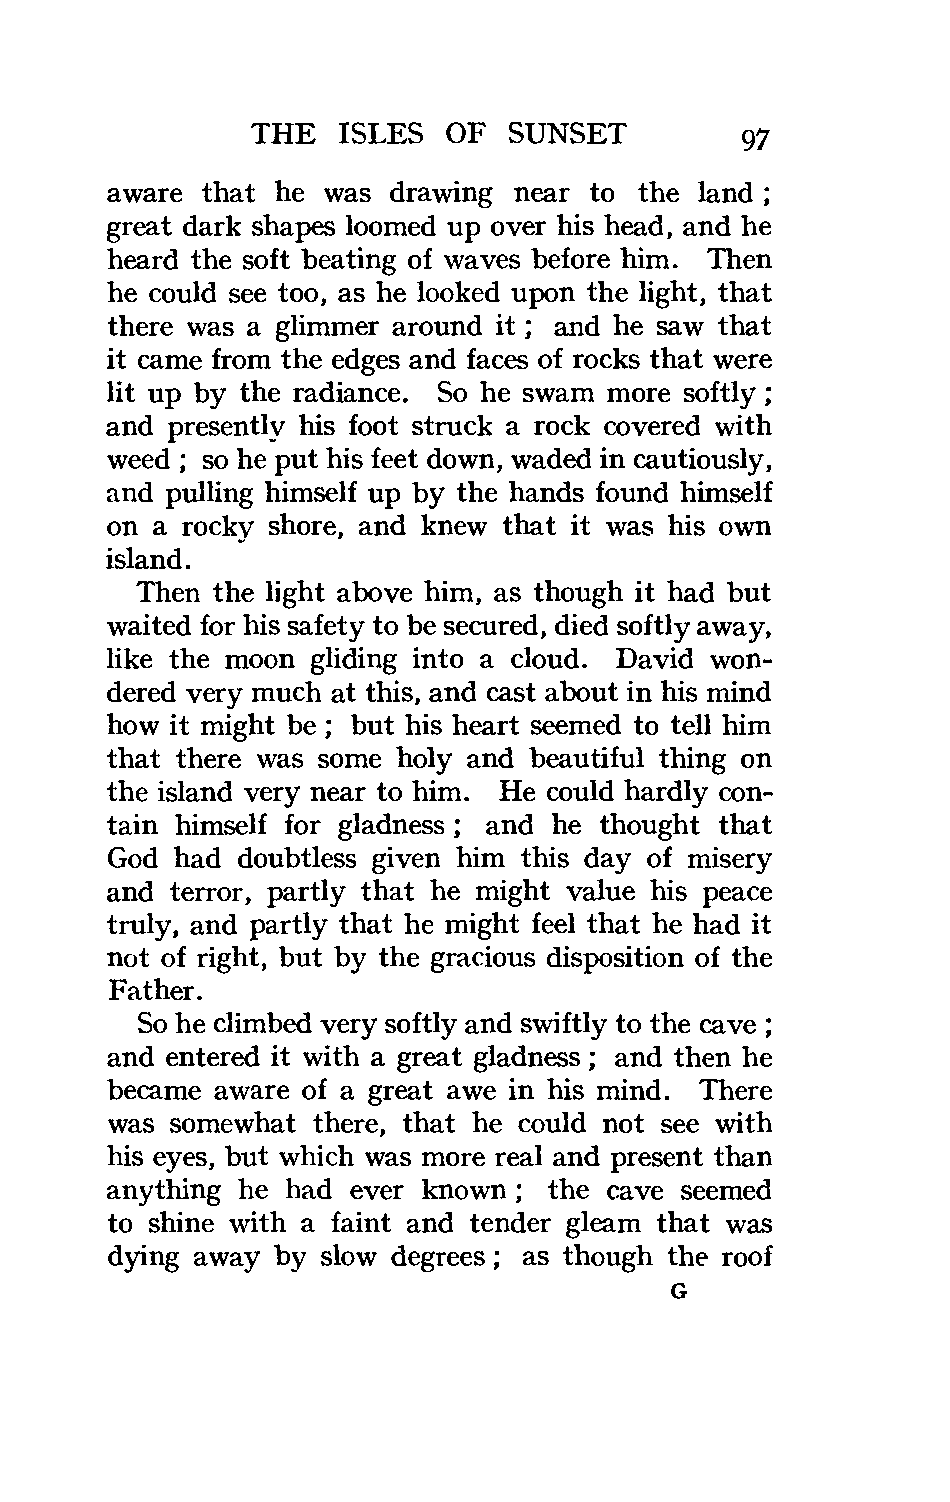 THE ISLES OF SUNSET 97
aware that he was drawing near to the land ;
great dark shapes loomed up over his head, and he
heard the soft beating of waves before him. Then
he could see too, as he looked upon the light, that
there was a glimmer around it ; and he saw that
it came from the edges and faces of rocks that were
lit up by the radiance. So he swam more softly ;
and presently his foot struck a rock covered with
weed ; so he put his feet down, waded in cautiously,
and pulling himself up by the hands found himself
on a rocky shore, and knew that it was his own
island.
Then the light above him, as though it had but
waited for his safety to be secured, died softly away,
like the moon gliding into a cloud. David won-
dered very much at this, and cast about in his mind
how it might be ; but his heart seemed to tell him
that there was some holy and beautiful thing on
the island very near to him. He could hardly con-
tain himself for gladness ; and he thought that
God had doubtless given him this day of misery
and terror, partly that he might value his peace
truly, and partly that he might feel that he had it
not of right, but by the gracious disposition of the
Father.
So he climbed very softly and swiftly to the cave ;
and entered it with a great gladness ; and then he
became aware of a great awe in his mind. There
was somewhat there, that he could not see with
his eyes, but which was more real and present than
anything he had ever known ; the cave seemed
to shine with a faint and tender gleam that was
dying away by slow degrees ; as though the roof
G